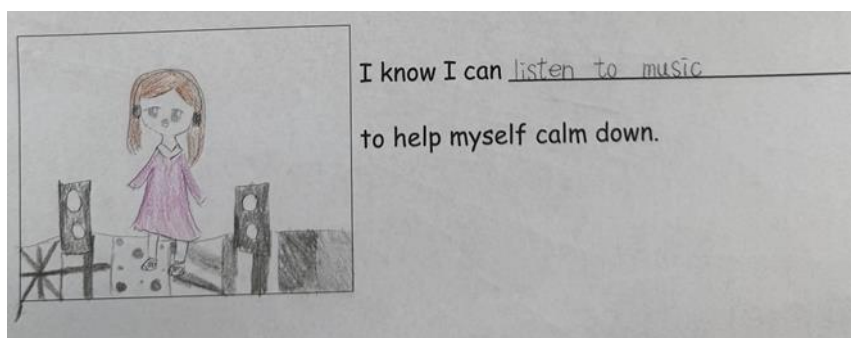 I know I can listen to music
to help myself calm down.